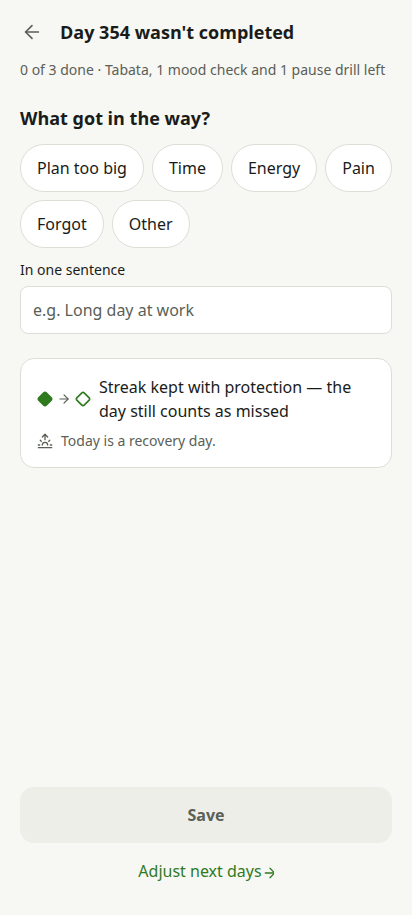 Day 354 wasn't completed
0 of 3 done · Tabata, 1 mood check and 1 pause drill left
What got in the way?
Plan too big
Time
Energy
Pain
Forgot
Other
In one sentence
e.g. Long day at work
Streak kept with protection — the
day still counts as missed
Today is a recovery day.
Save
Adjust next days